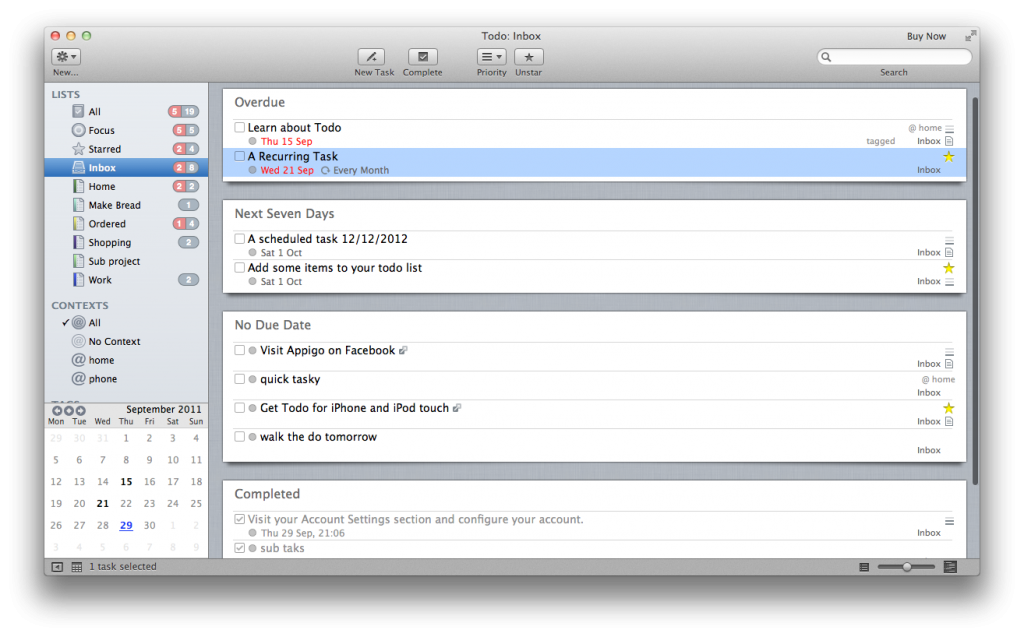 Todo: Inbox
Buy Now
New...
New Task
Complete
Priority
Unstar
Search
LISTS
All 5 19
Focus 5 5
Starred 2 4
Inbox 2 8
Home 2 2
Make Bread 1
Ordered 1 4
Shopping 2
Sub project
Work 2
CONTEXTS
All
No Context
home
phone
September 2011
Mon Tue Wed Thu Fri Sat Sun
29 30 31 1 2 3 4
5 6 7 8 9 10 11
12 13 14 15 16 17 18
19 20 21 22 23 24 25
26 27 28 29 30 1 2
3 4 5 6 7 8 9
1 task selected
Overdue
Learn about Todo @ home
Thu 15 Sep tagged Inbox
A Recurring Task
Wed 21 Sep Every Month Inbox
Next Seven Days
A scheduled task 12/12/2012
Sat 1 Oct Inbox
Add some items to your todo list
Sat 1 Oct Inbox
No Due Date
Visit Appigo on Facebook
Inbox
quick tasky @ home
Inbox
Get Todo for iPhone and iPod touch
Inbox
walk the do tomorrow
Inbox
Completed
Visit your Account Settings section and configure your account.
Thu 29 Sep, 21:06 Inbox
sub taks